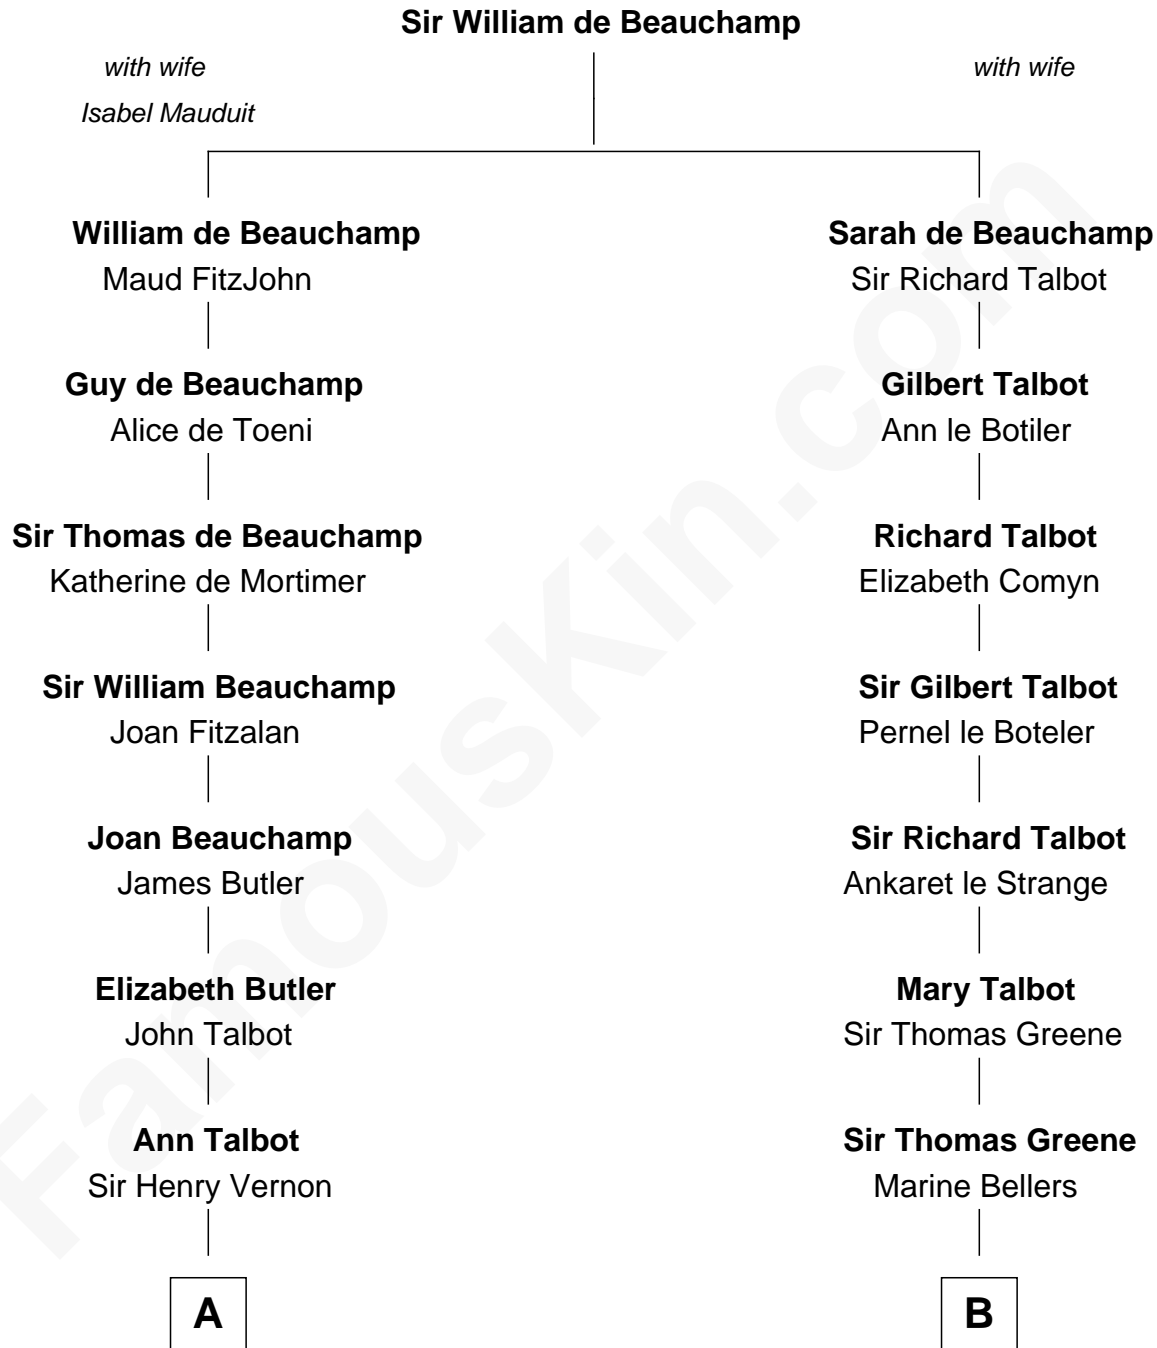 Sir William de Beauchamp
with wife
Isabel Mauduit
with wife
William de Beauchamp
Maud FitzJohn
Sarah de Beauchamp
Sir Richard Talbot
Guy de Beauchamp
Alice de Toeni
Gilbert Talbot
Ann le Botiler
Sir Thomas de Beauchamp
Katherine de Mortimer
Richard Talbot
Elizabeth Comyn
Sir William Beauchamp
Joan Fitzalan
Sir Gilbert Talbot
Pernel le Boteler
Joan Beauchamp
James Butler
Sir Richard Talbot
Ankaret le Strange
Elizabeth Butler
John Talbot
Mary Talbot
Sir Thomas Greene
Ann Talbot
Sir Henry Vernon
Sir Thomas Greene
Marine Bellers
A
B
FamousKin.com